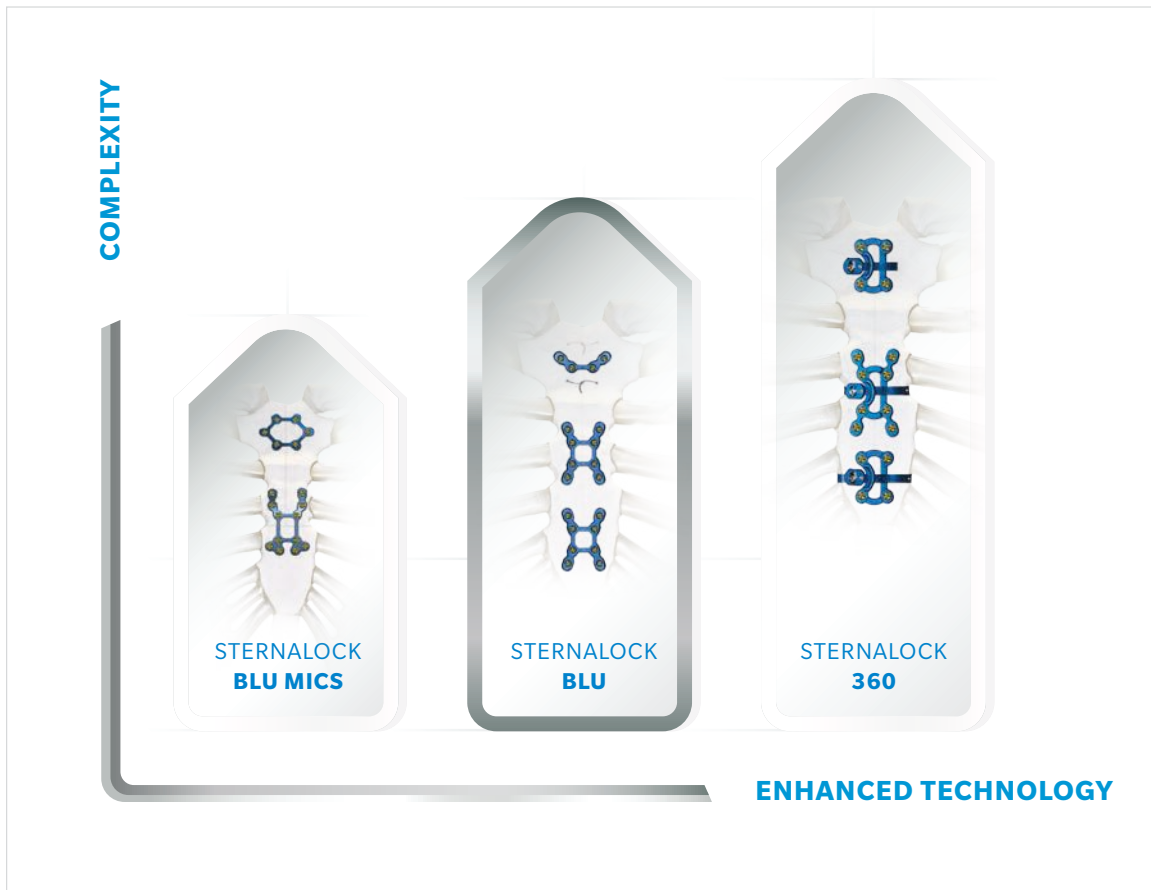 COMPLEXITY
STERNALOCK
BLU MICS
STERNALOCK
BLU
STERNALOCK
360
ENHANCED TECHNOLOGY